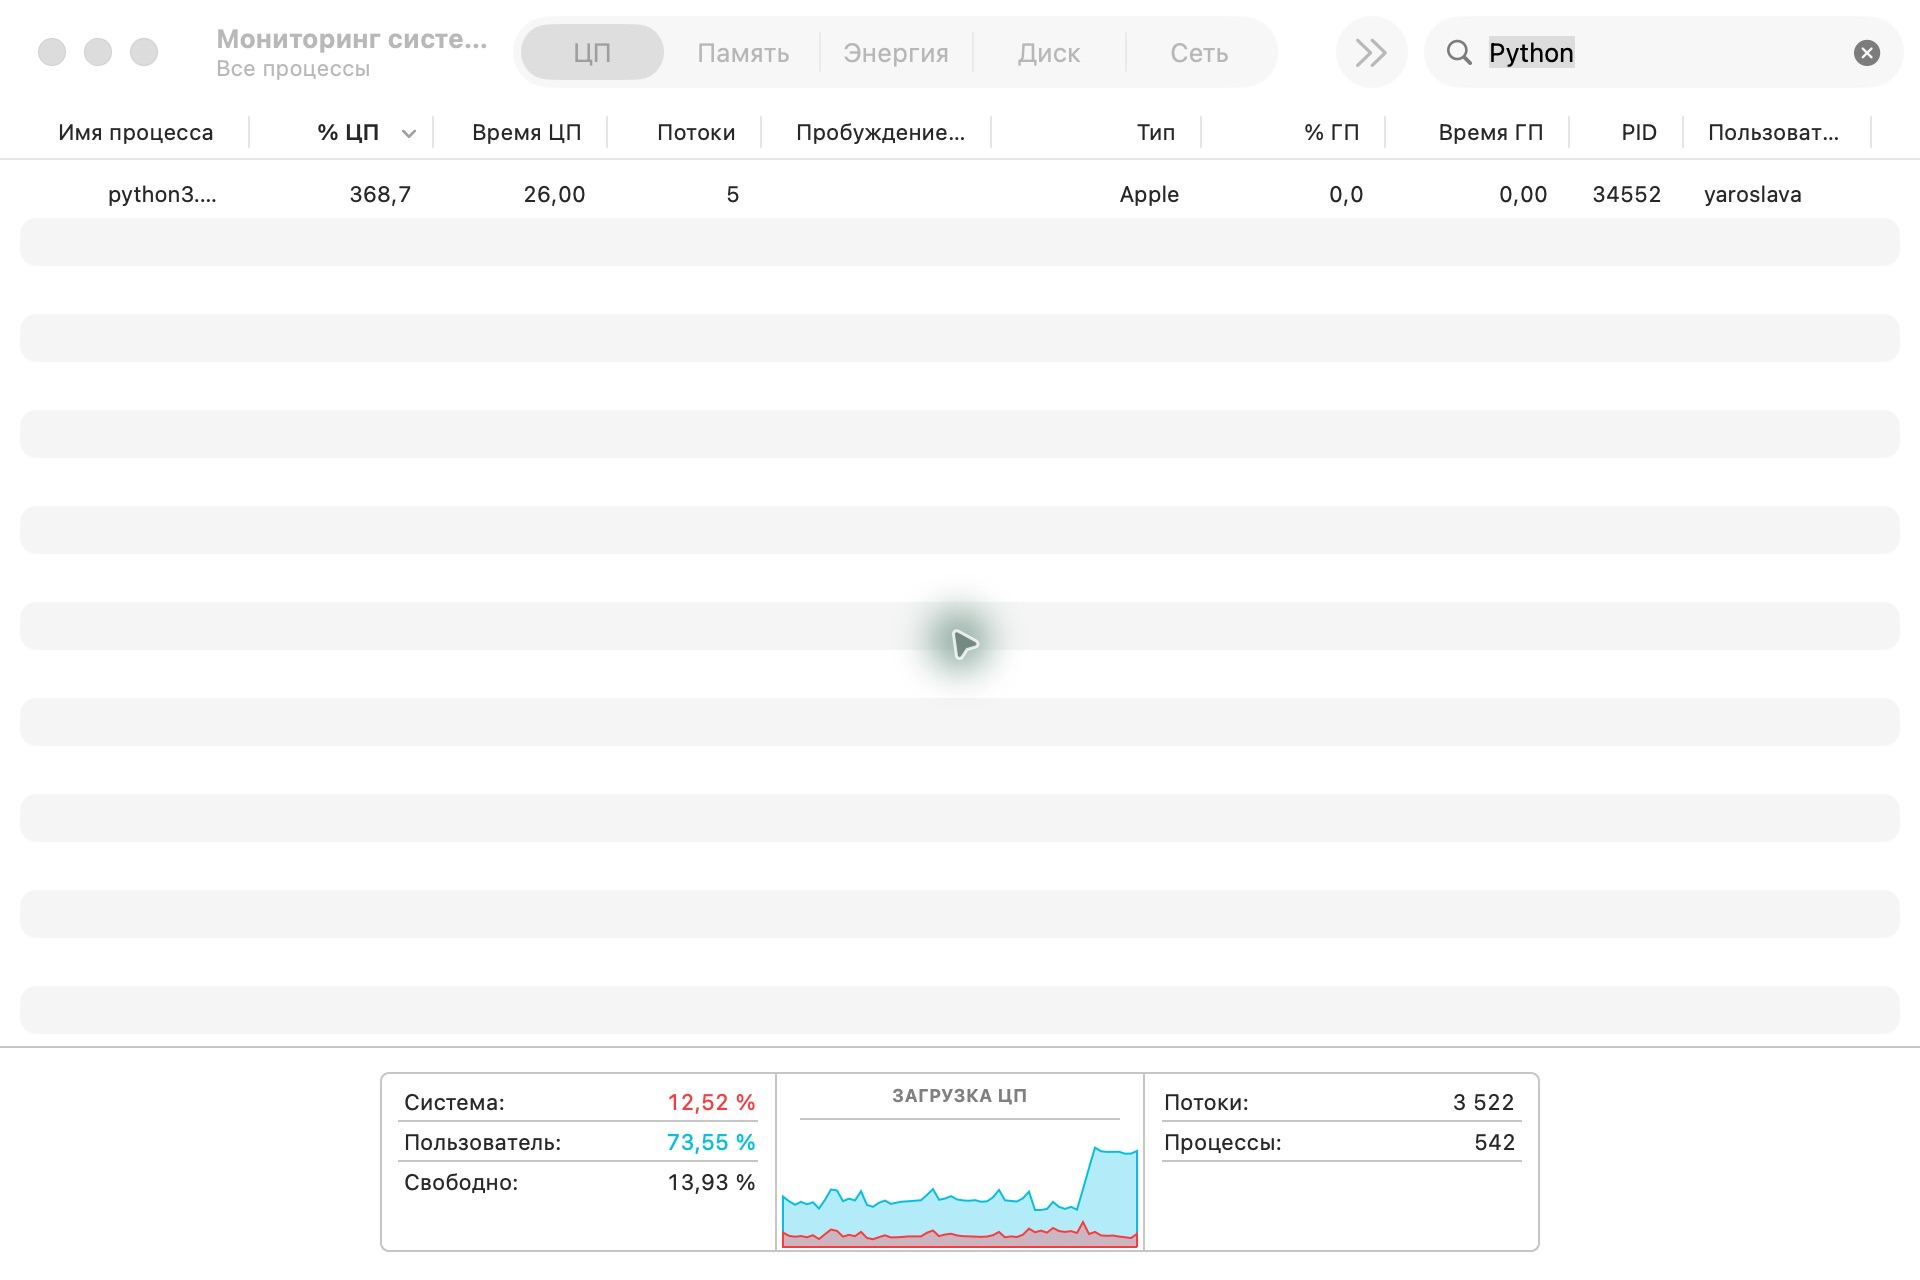 Мониторинг систе...
Все процессы
ЦП Память Энергия Диск Сеть
Python
Имя процесса % ЦП Время ЦП Потоки Пробуждение... Тип % ГП Время ГП PID Пользоват...
python3.... 368,7 26,00 5 Apple 0,0 0,00 34552 yaroslava
Система: 12,52 %
Пользователь: 73,55 %
Свободно: 13,93 %
ЗАГРУЗКА ЦП
Потоки: 3 522
Процессы: 542